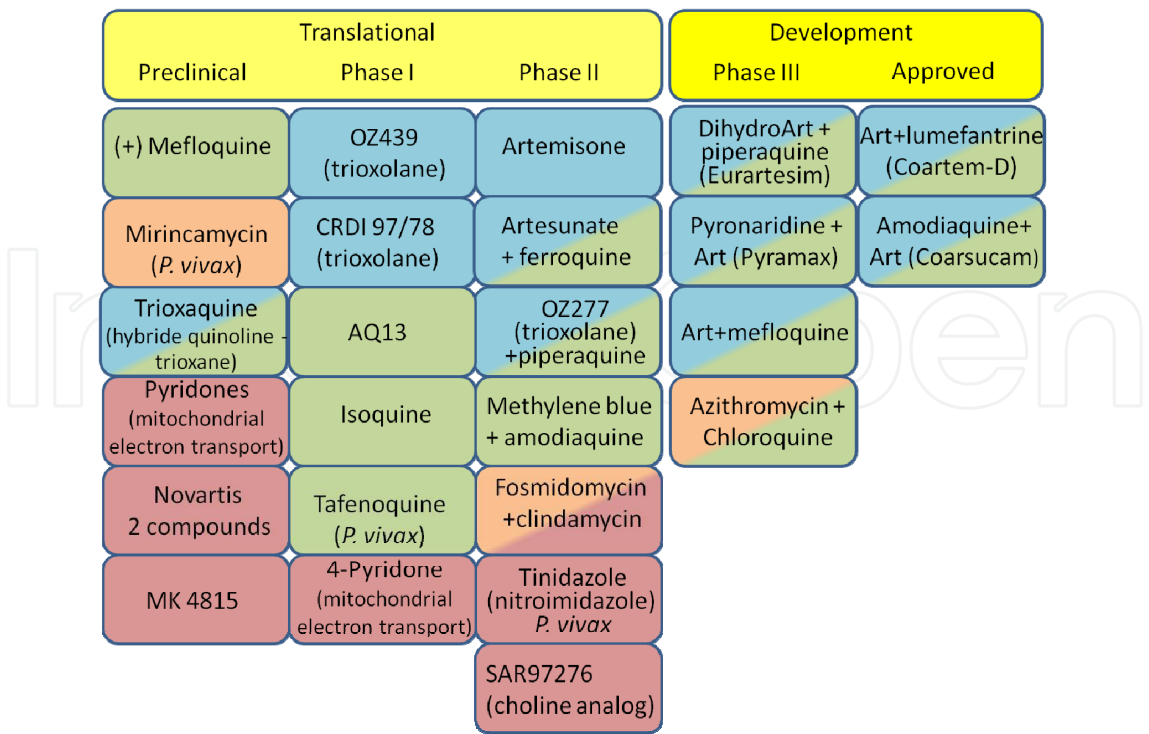 Translational
Preclinical
Phase I
Phase II
Development
Phase III
Approved
(+) Mefloquine
Mirincamycin
(P. vivax)
Trioxaquine
(hybride quinoline -
trioxane)
Pyridones
(mitochondrial
electron transport)
Novartis
2 compounds
MK 4815
OZ439
(trioxolane)
CRDI 97/78
(trioxolane)
AQ13
Isoquine
Tafenoquine
(P. vivax)
4-Pyridone
(mitochondrial
electron transport)
Artemisone
Artesunate
+ ferroquine
OZ277
(trioxolane)
+piperaquine
Methylene blue
+ amodiaquine
Fosmidomycin
+clindamycin
Tinidazole
(nitroimidazole)
P. vivax
SAR97276
(choline analog)
DihydroArt +
piperaquine
(Eurartesim)
Pyronaridine +
Art (Pyramax)
Art+mefloquine
Azithromycin +
Chloroquine
Art+lumefantrine
(Coartem-D)
Amodiaquine+
Art (Coarsucam)